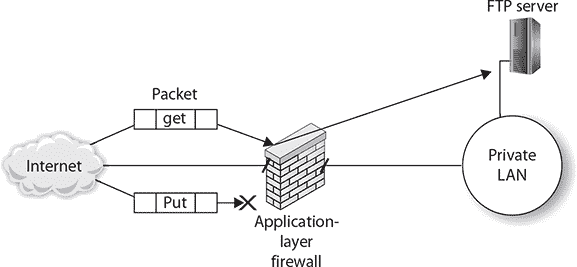 FTP server
Packet
get
Internet
Private
LAN
Put
Application-
layer
firewall